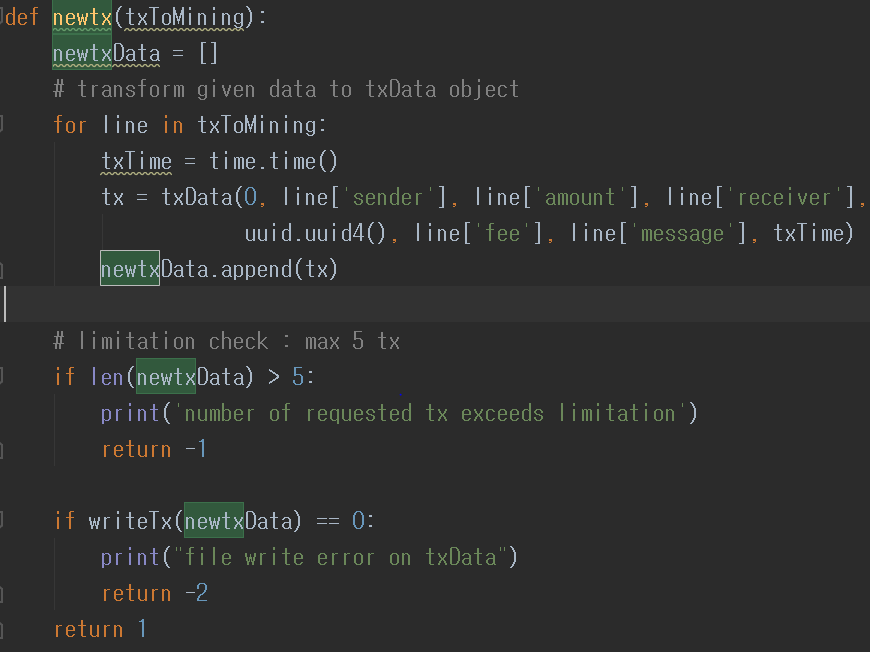 def newtx(txToMining):
    newtxData = []
    # transform given data to txData object
    for line in txToMining:
        txTime = time.time()
        tx = txData(0, line['sender'], line['amount'], line['receiver'],
                    uuid.uuid4(), line['fee'], line['message'], txTime)
        newtxData.append(tx)

    # limitation check : max 5 tx
    if len(newtxData) > 5:
        print('number of requested tx exceeds limitation')
        return -1

    if writeTx(newtxData) == 0:
        print("file write error on txData")
        return -2
    return 1